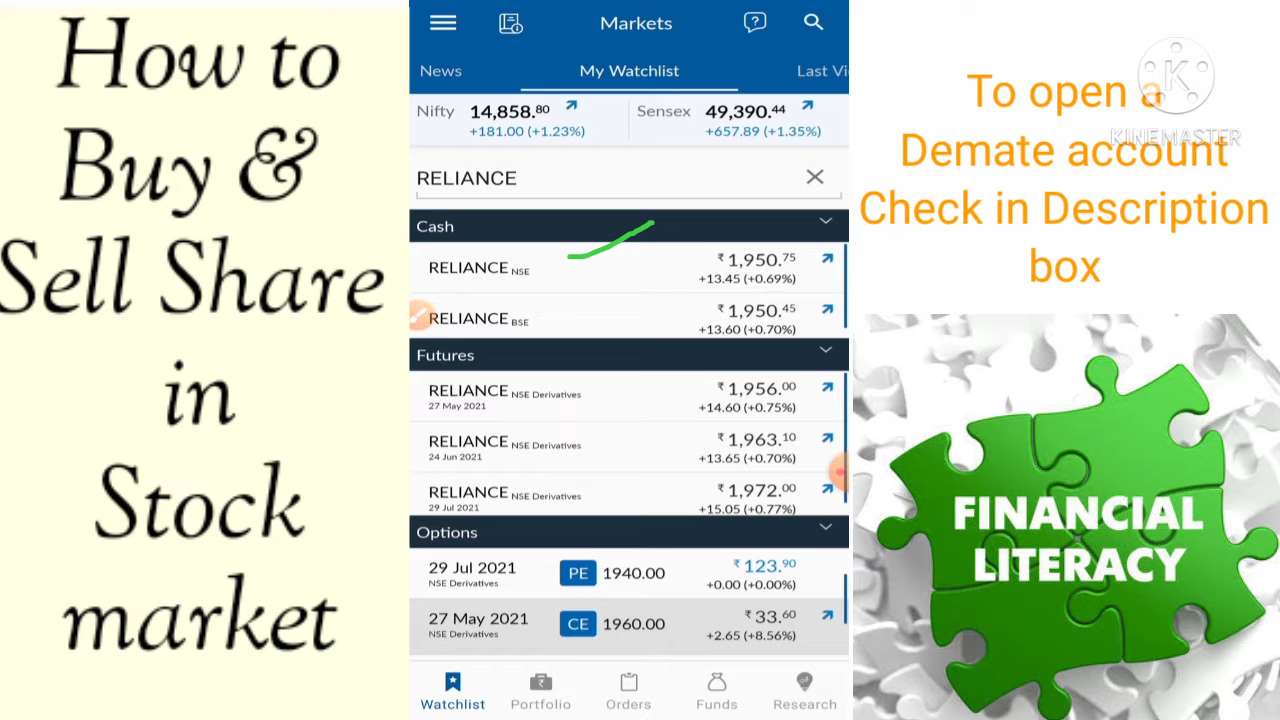 How to
Buy &
Sell Share
in
Stock
market
Markets
News
My Watchlist
Last Vi
Nifty 14,858.80
+181.00 (+1.23%)
Sensex 49,390.44
+657.89 (+1.35%)
RELIANCE
Cash
RELIANCE NSE ₹ 1,950.75
+13.45 (+0.69%)
RELIANCE BSE ₹ 1,950.45
+13.60 (+0.70%)
Futures
RELIANCE NSE Derivatives ₹ 1,956.00
27 May 2021 +14.60 (+0.75%)
RELIANCE NSE Derivatives ₹ 1,963.10
24 Jun 2021 +13.65 (+0.70%)
RELIANCE NSE Derivatives ₹ 1,972.00
29 Jul 2021 +15.05 (+0.77%)
Options
29 Jul 2021 PE 1940.00 ₹ 123.90
NSE Derivatives +0.00 (+0.00%)
27 May 2021 CE 1960.00 ₹ 33.60
NSE Derivatives +2.65 (+8.56%)
Watchlist Portfolio Orders Funds Research
To open a
Demate account
Check in Description
box
K
KINEMASTER
FINANCIAL
LITERACY